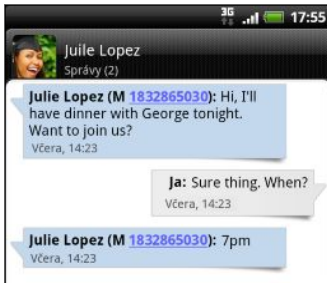 3G 17:55
Juile Lopez
Správy (2)
Julie Lopez (M 1832865030): Hi, I'll
have dinner with George tonight.
Want to join us?
Včera, 14:23
Ja: Sure thing. When?
Včera, 14:23
Julie Lopez (M 1832865030): 7pm
Včera, 14:23